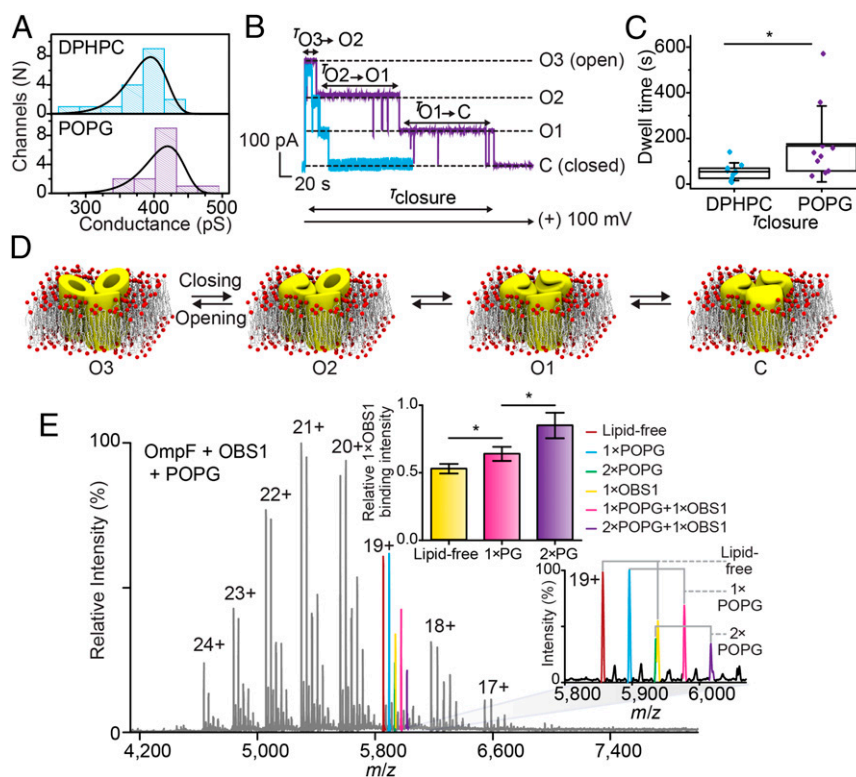 A
DPHPC
8
4
0
POPG
8
4
0
Channels (N)
300 400 500
Conductance (pS)
B
τO3→O2
τO2→O1
τO1→C
O3 (open)
O2
O1
C (closed)
100 pA
20 s
τclosure
(+) 100 mV
C
*
600
400
200
0
Dwell time (s)
DPHPC POPG
τclosure
D
Closing
Opening
O3
O2
O1
C
E
OmpF + OBS1
+ POPG
100
0
Relative Intensity (%)
24+
23+
22+
21+
20+
19+
18+
17+
4,200 5,000 5,800 6,600 7,400
m/z
Relative 1×OBS1
binding intensity
1.0
0.5
0.0
*
*
Lipid-free 1×PG 2×PG
Lipid-free
1×POPG
2×POPG
1×OBS1
1×POPG+1×OBS1
2×POPG+1×OBS1
19+
100
0
Intensity (%)
Lipid-
free
1×
POPG
2×
POPG
5,800 5,900 6,000
m/z